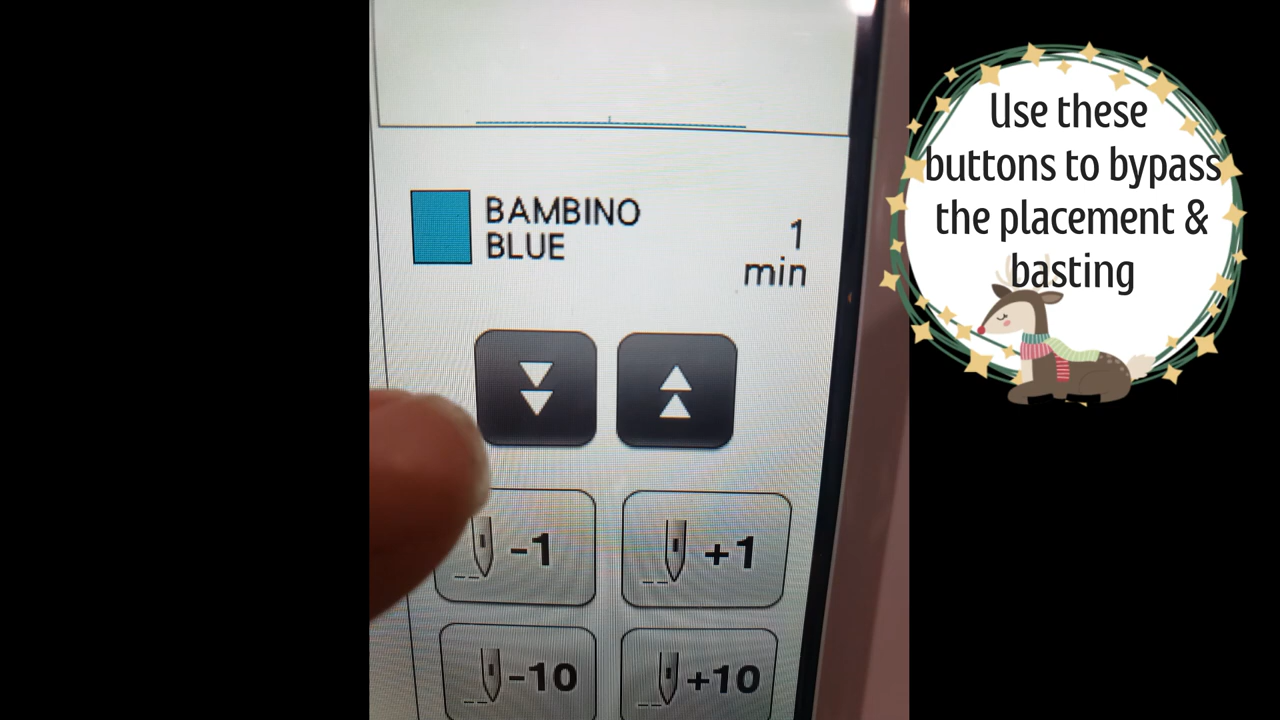 BAMBINO
BLUE
1
min
-1
+1
-10
+10
Use these
buttons to bypass
the placement &
basting